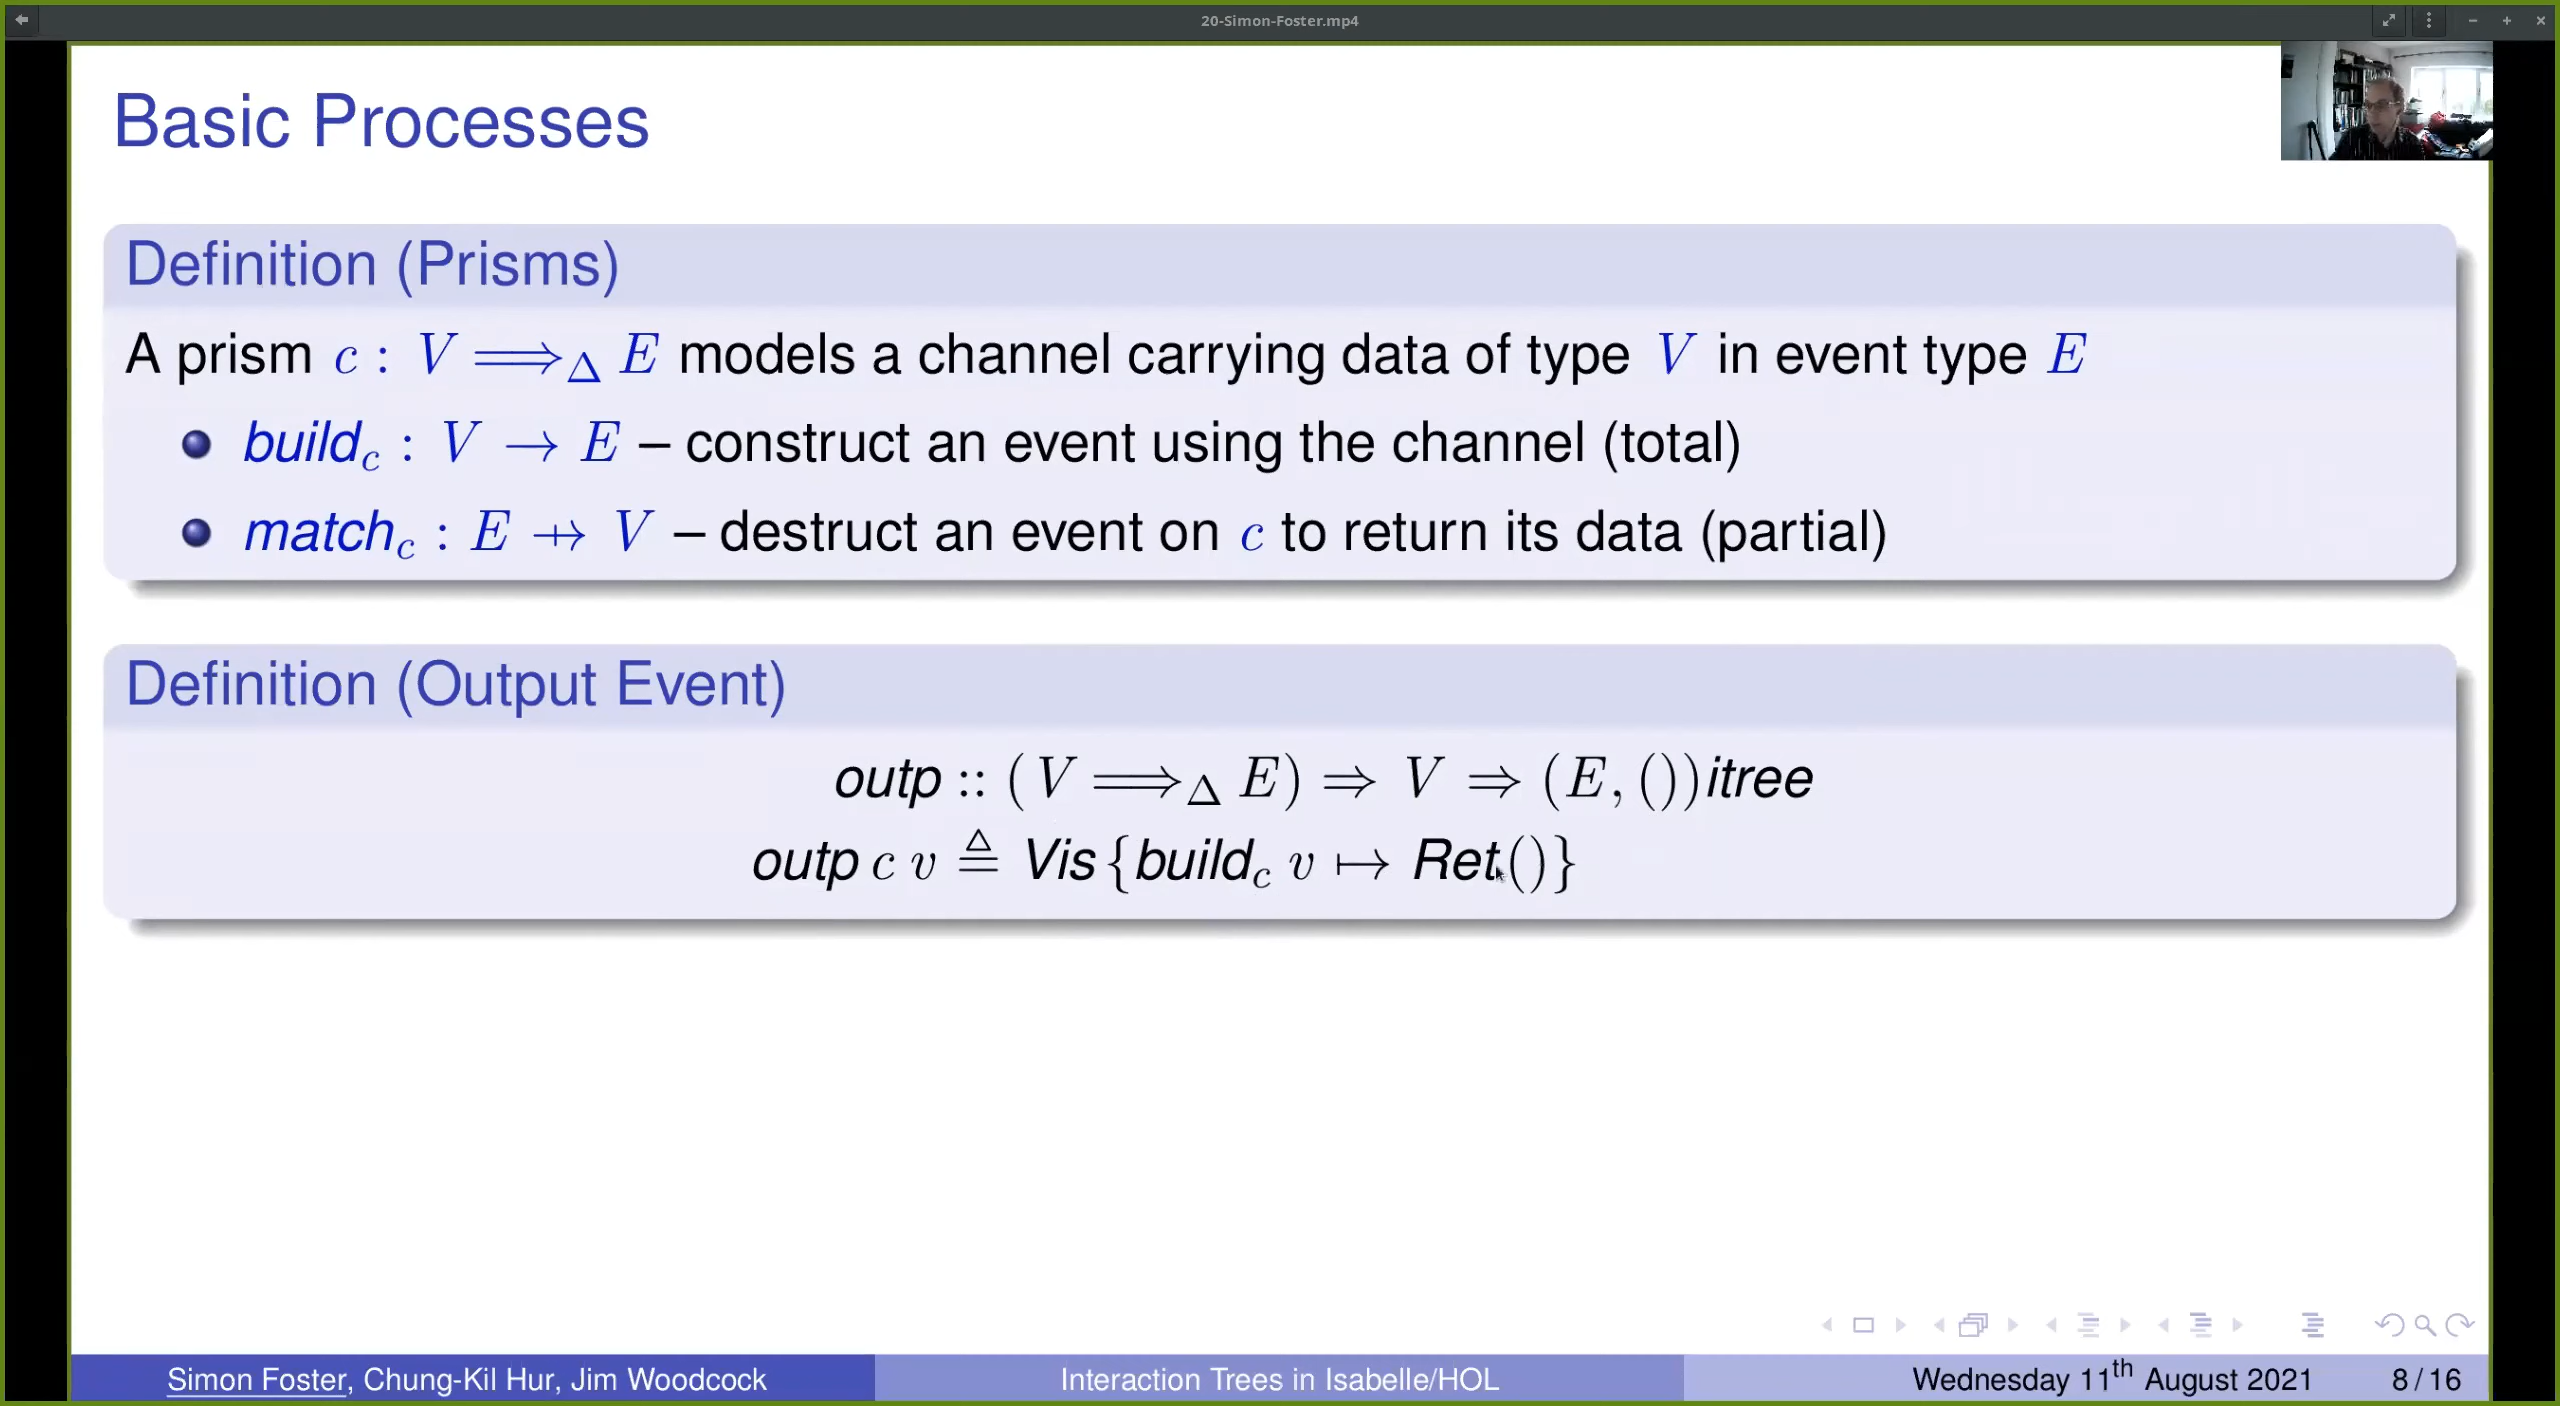 20-Simon-Foster.mp4
Basic Processes
Definition (Prisms)
A prism c : V ⟹△ E models a channel carrying data of type V in event type E
build_c : V → E – construct an event using the channel (total)
match_c : E ⇸ V – destruct an event on c to return its data (partial)
Definition (Output Event)
outp :: (V ⟹△ E) ⇒ V ⇒ (E, ())itree
outp c v ≜ Vis {build_c v ↦ Ret()}
Simon Foster, Chung-Kil Hur, Jim Woodcock
Interaction Trees in Isabelle/HOL
Wednesday 11th August 2021
8 / 16